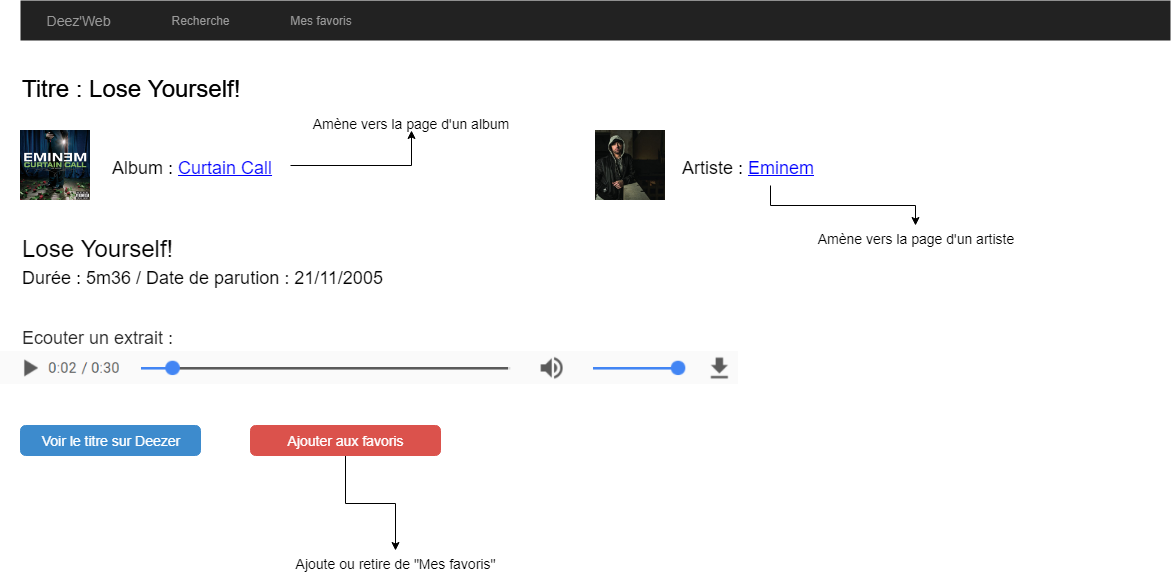 Deez'Web Recherche Mes favoris
Titre : Lose Yourself!
Amène vers la page d'un album
EMINEM
CURTAIN CALL
Album : Curtain Call
Artiste : Eminem
Amène vers la page d'un artiste
Lose Yourself!
Durée : 5m36 / Date de parution : 21/11/2005
Ecouter un extrait :
0:02 / 0:30
Voir le titre sur Deezer Ajouter aux favoris
Ajoute ou retire de "Mes favoris"